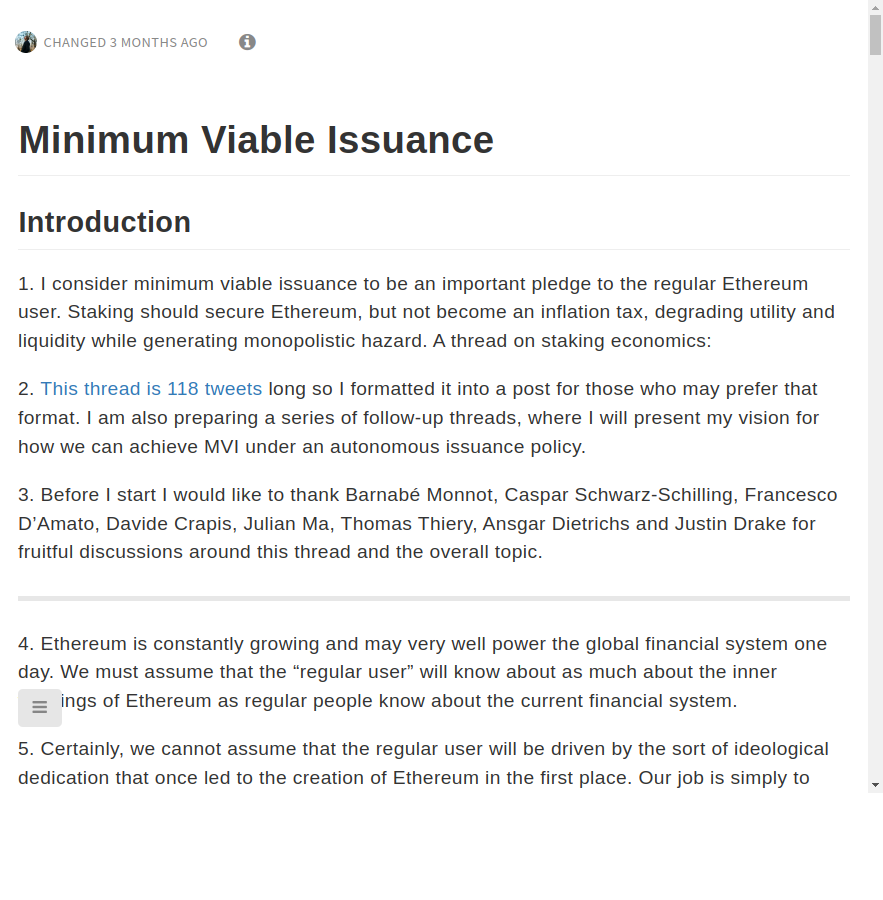 CHANGED 3 MONTHS AGO
Minimum Viable Issuance
Introduction
1. I consider minimum viable issuance to be an important pledge to the regular Ethereum
user. Staking should secure Ethereum, but not become an inflation tax, degrading utility and
liquidity while generating monopolistic hazard. A thread on staking economics:
2. This thread is 118 tweets long so I formatted it into a post for those who may prefer that
format. I am also preparing a series of follow-up threads, where I will present my vision for
how we can achieve MVI under an autonomous issuance policy.
3. Before I start I would like to thank Barnabé Monnot, Caspar Schwarz-Schilling, Francesco
D’Amato, Davide Crapis, Julian Ma, Thomas Thiery, Ansgar Dietrichs and Justin Drake for
fruitful discussions around this thread and the overall topic.
4. Ethereum is constantly growing and may very well power the global financial system one
day. We must assume that the “regular user” will know about as much about the inner
ings of Ethereum as regular people know about the current financial system.
5. Certainly, we cannot assume that the regular user will be driven by the sort of ideological
dedication that once led to the creation of Ethereum in the first place. Our job is simply to